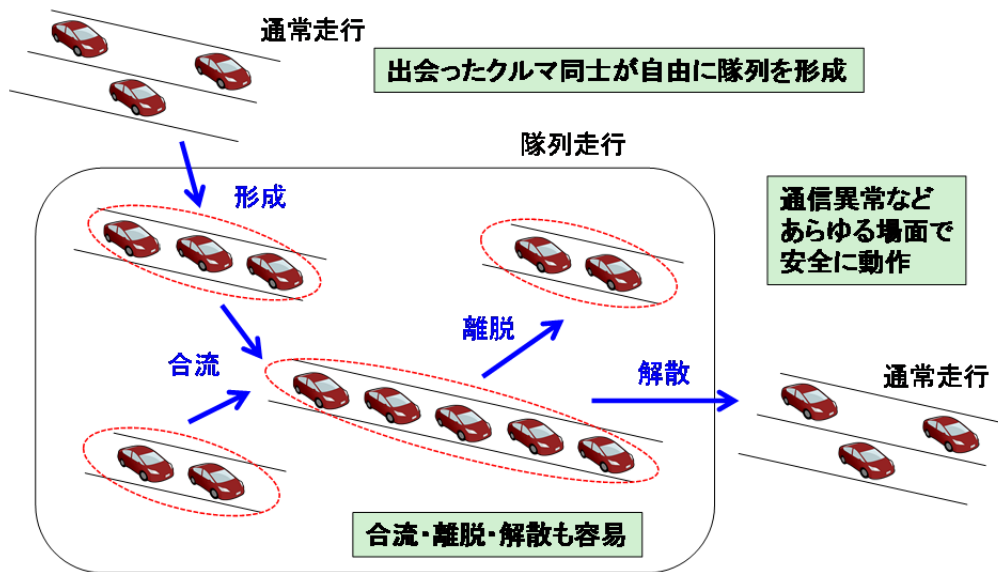 通常走行
出会ったクルマ同士が自由に隊列を形成
隊列走行
形成
通信異常など
あらゆる場面で
安全に動作
離脱
合流
解散
通常走行
合流・離脱・解散も容易